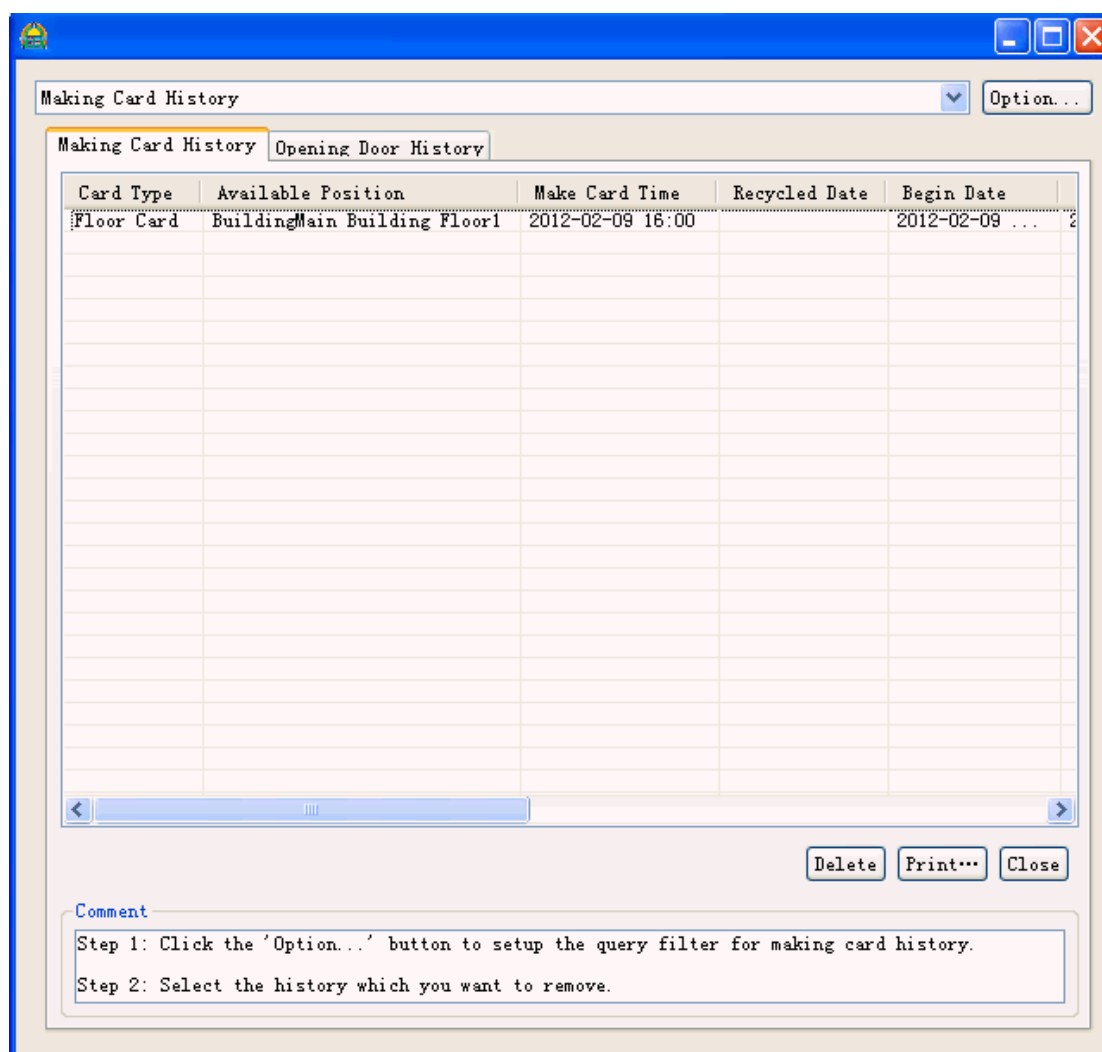 Making Card History
Option...
Making Card History Opening Door History
Card Type Available Position Make Card Time Recycled Date Begin Date
Floor Card BuildingMain Building Floor1 2012-02-09 16:00 2012-02-09 ... 2
Delete Print... Close
Comment
Step 1: Click the 'Option...' button to setup the query filter for making card history.
Step 2: Select the history which you want to remove.